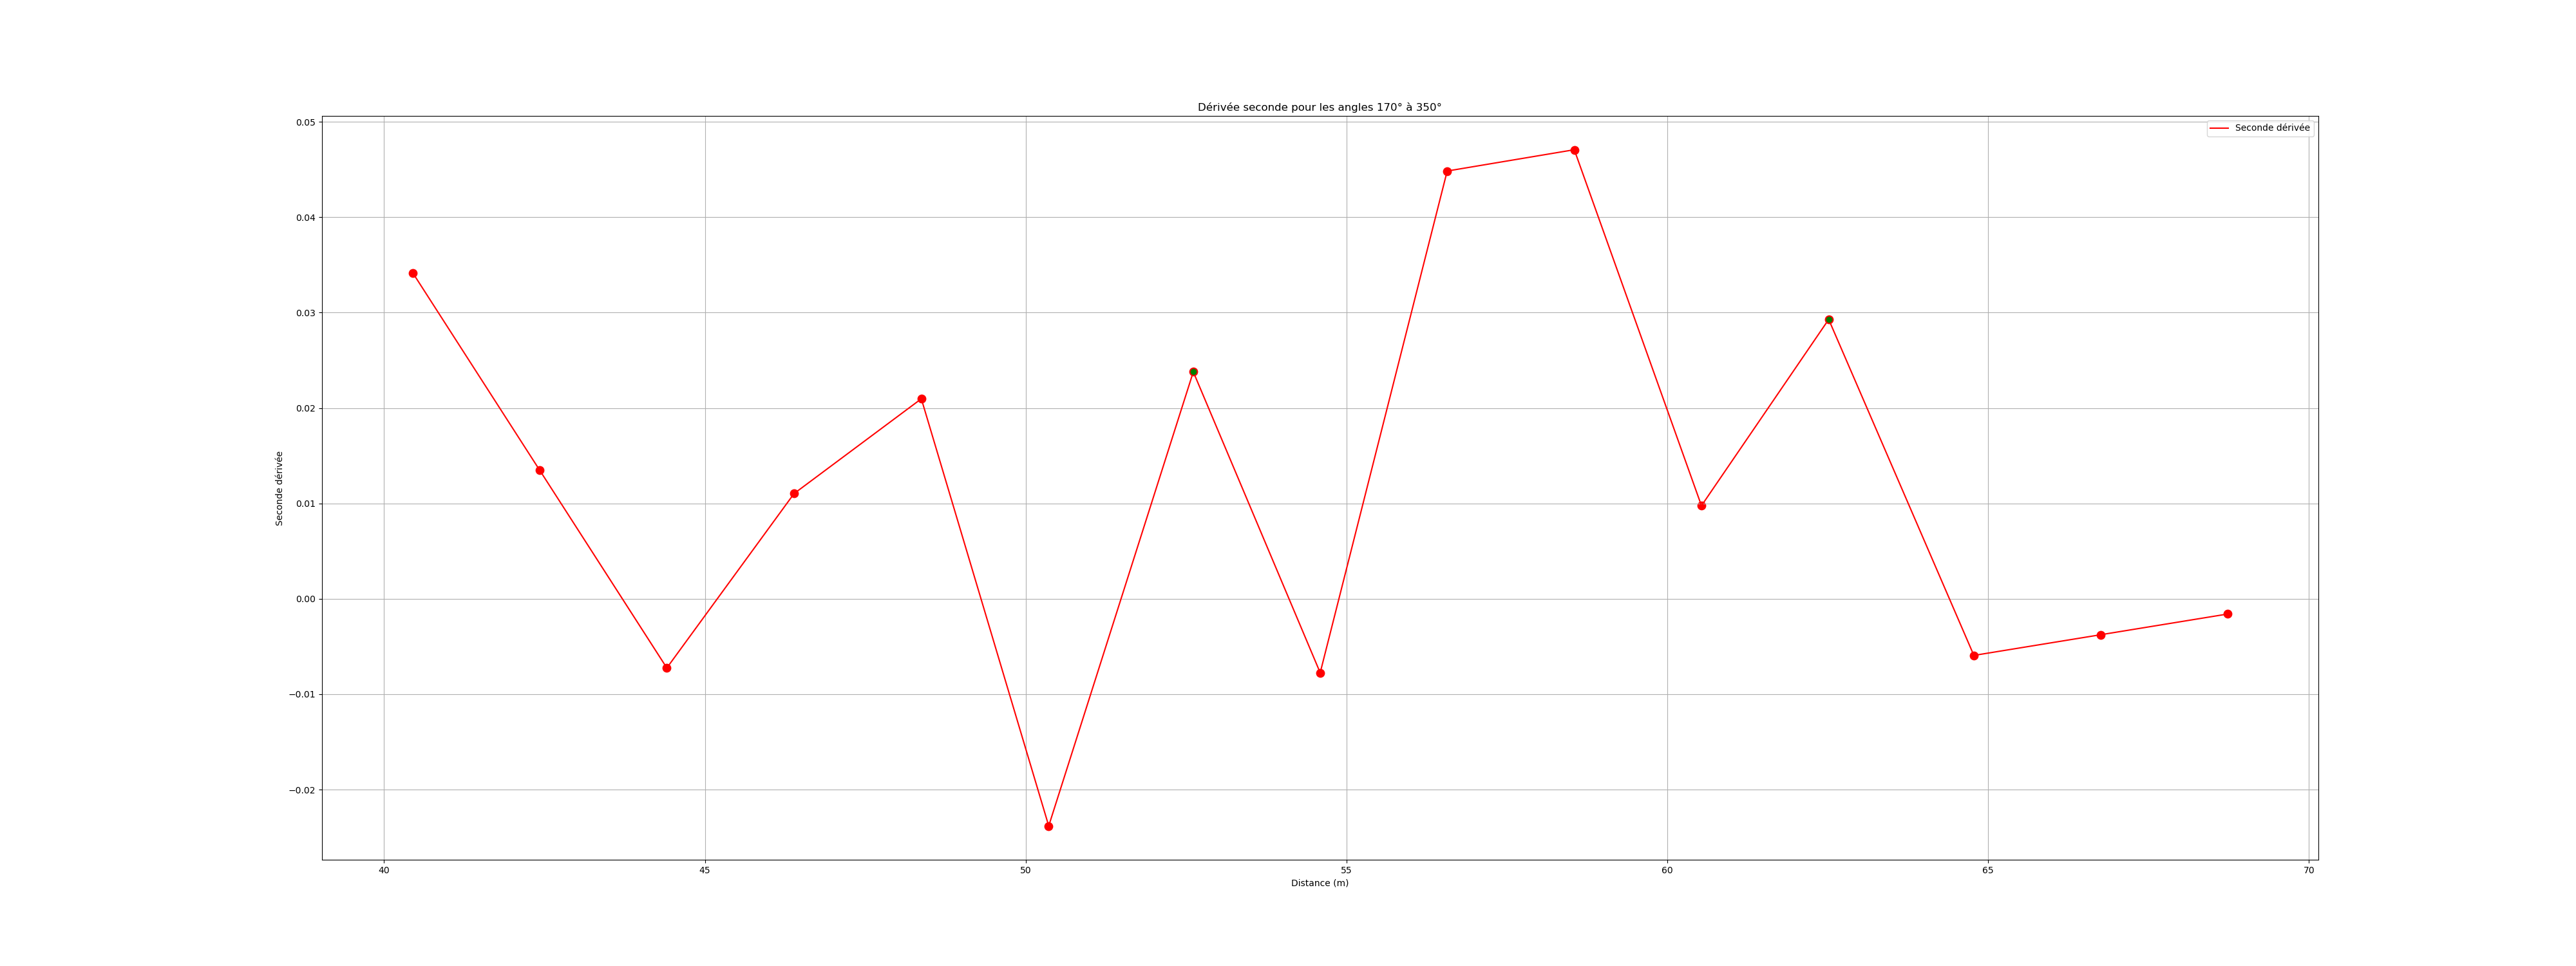 Dérivée seconde pour les angles 170° à 350°
Seconde dérivée
0.05
0.04
0.03
0.02
0.01
0.00
−0.01
−0.02
Seconde dérivée
40 45 50 55 60 65 70
Distance (m)